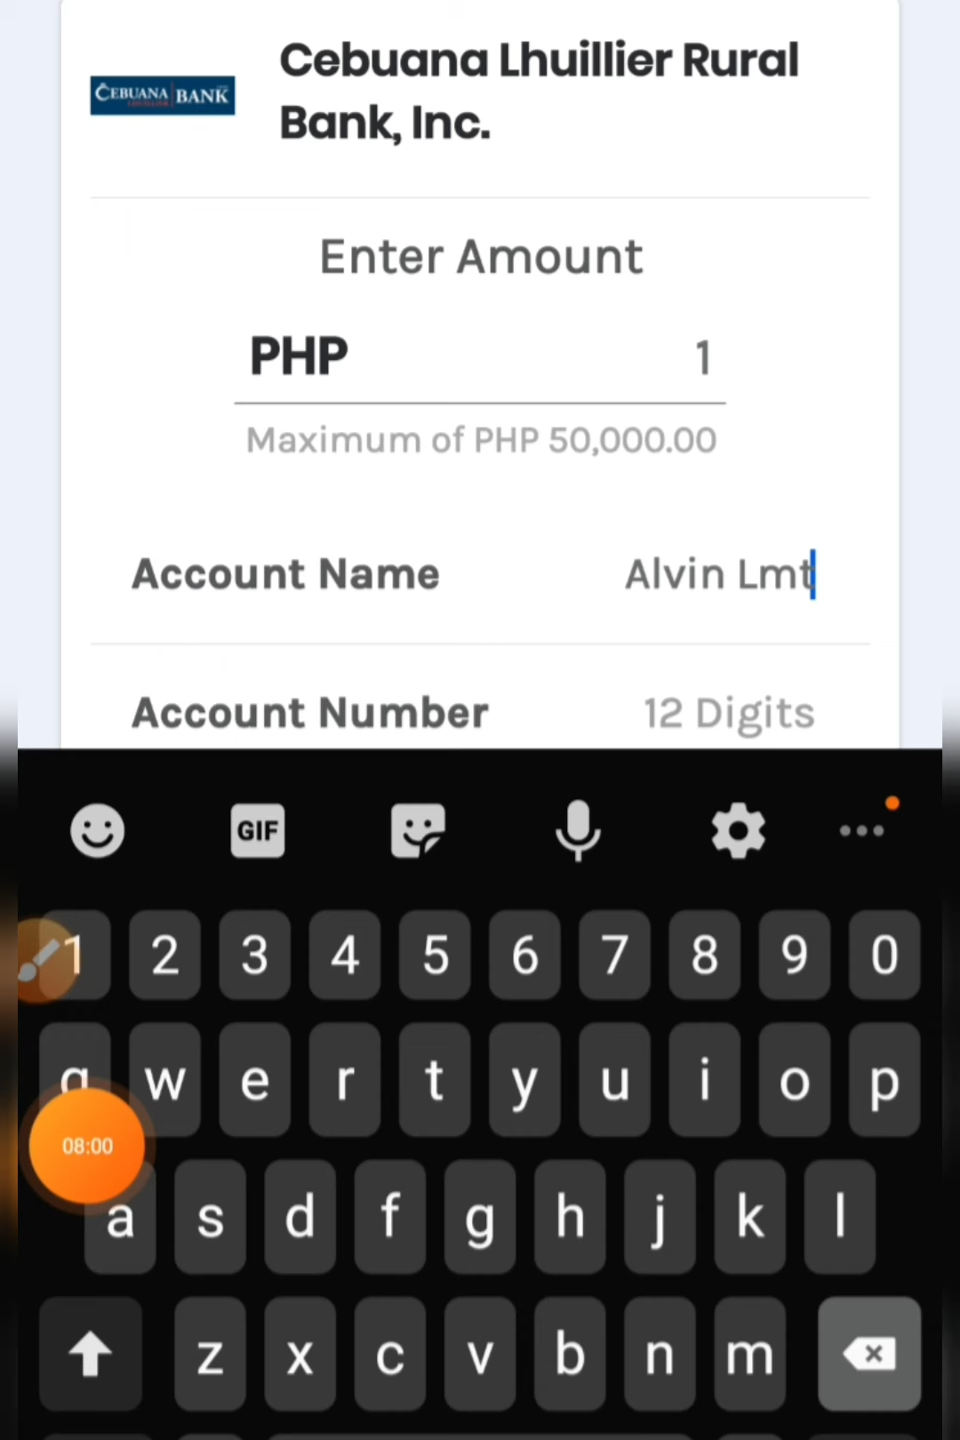 CEBUANA BANK
LHUILLIER
Cebuana Lhuillier Rural
Bank, Inc.
Enter Amount
PHP 1
Maximum of PHP 50,000.00
Account Name Alvin Lmt
Account Number 12 Digits
GIF
1 2 3 4 5 6 7 8 9 0
q w e r t y u i o p
08:00
a s d f g h j k l
z x c v b n m